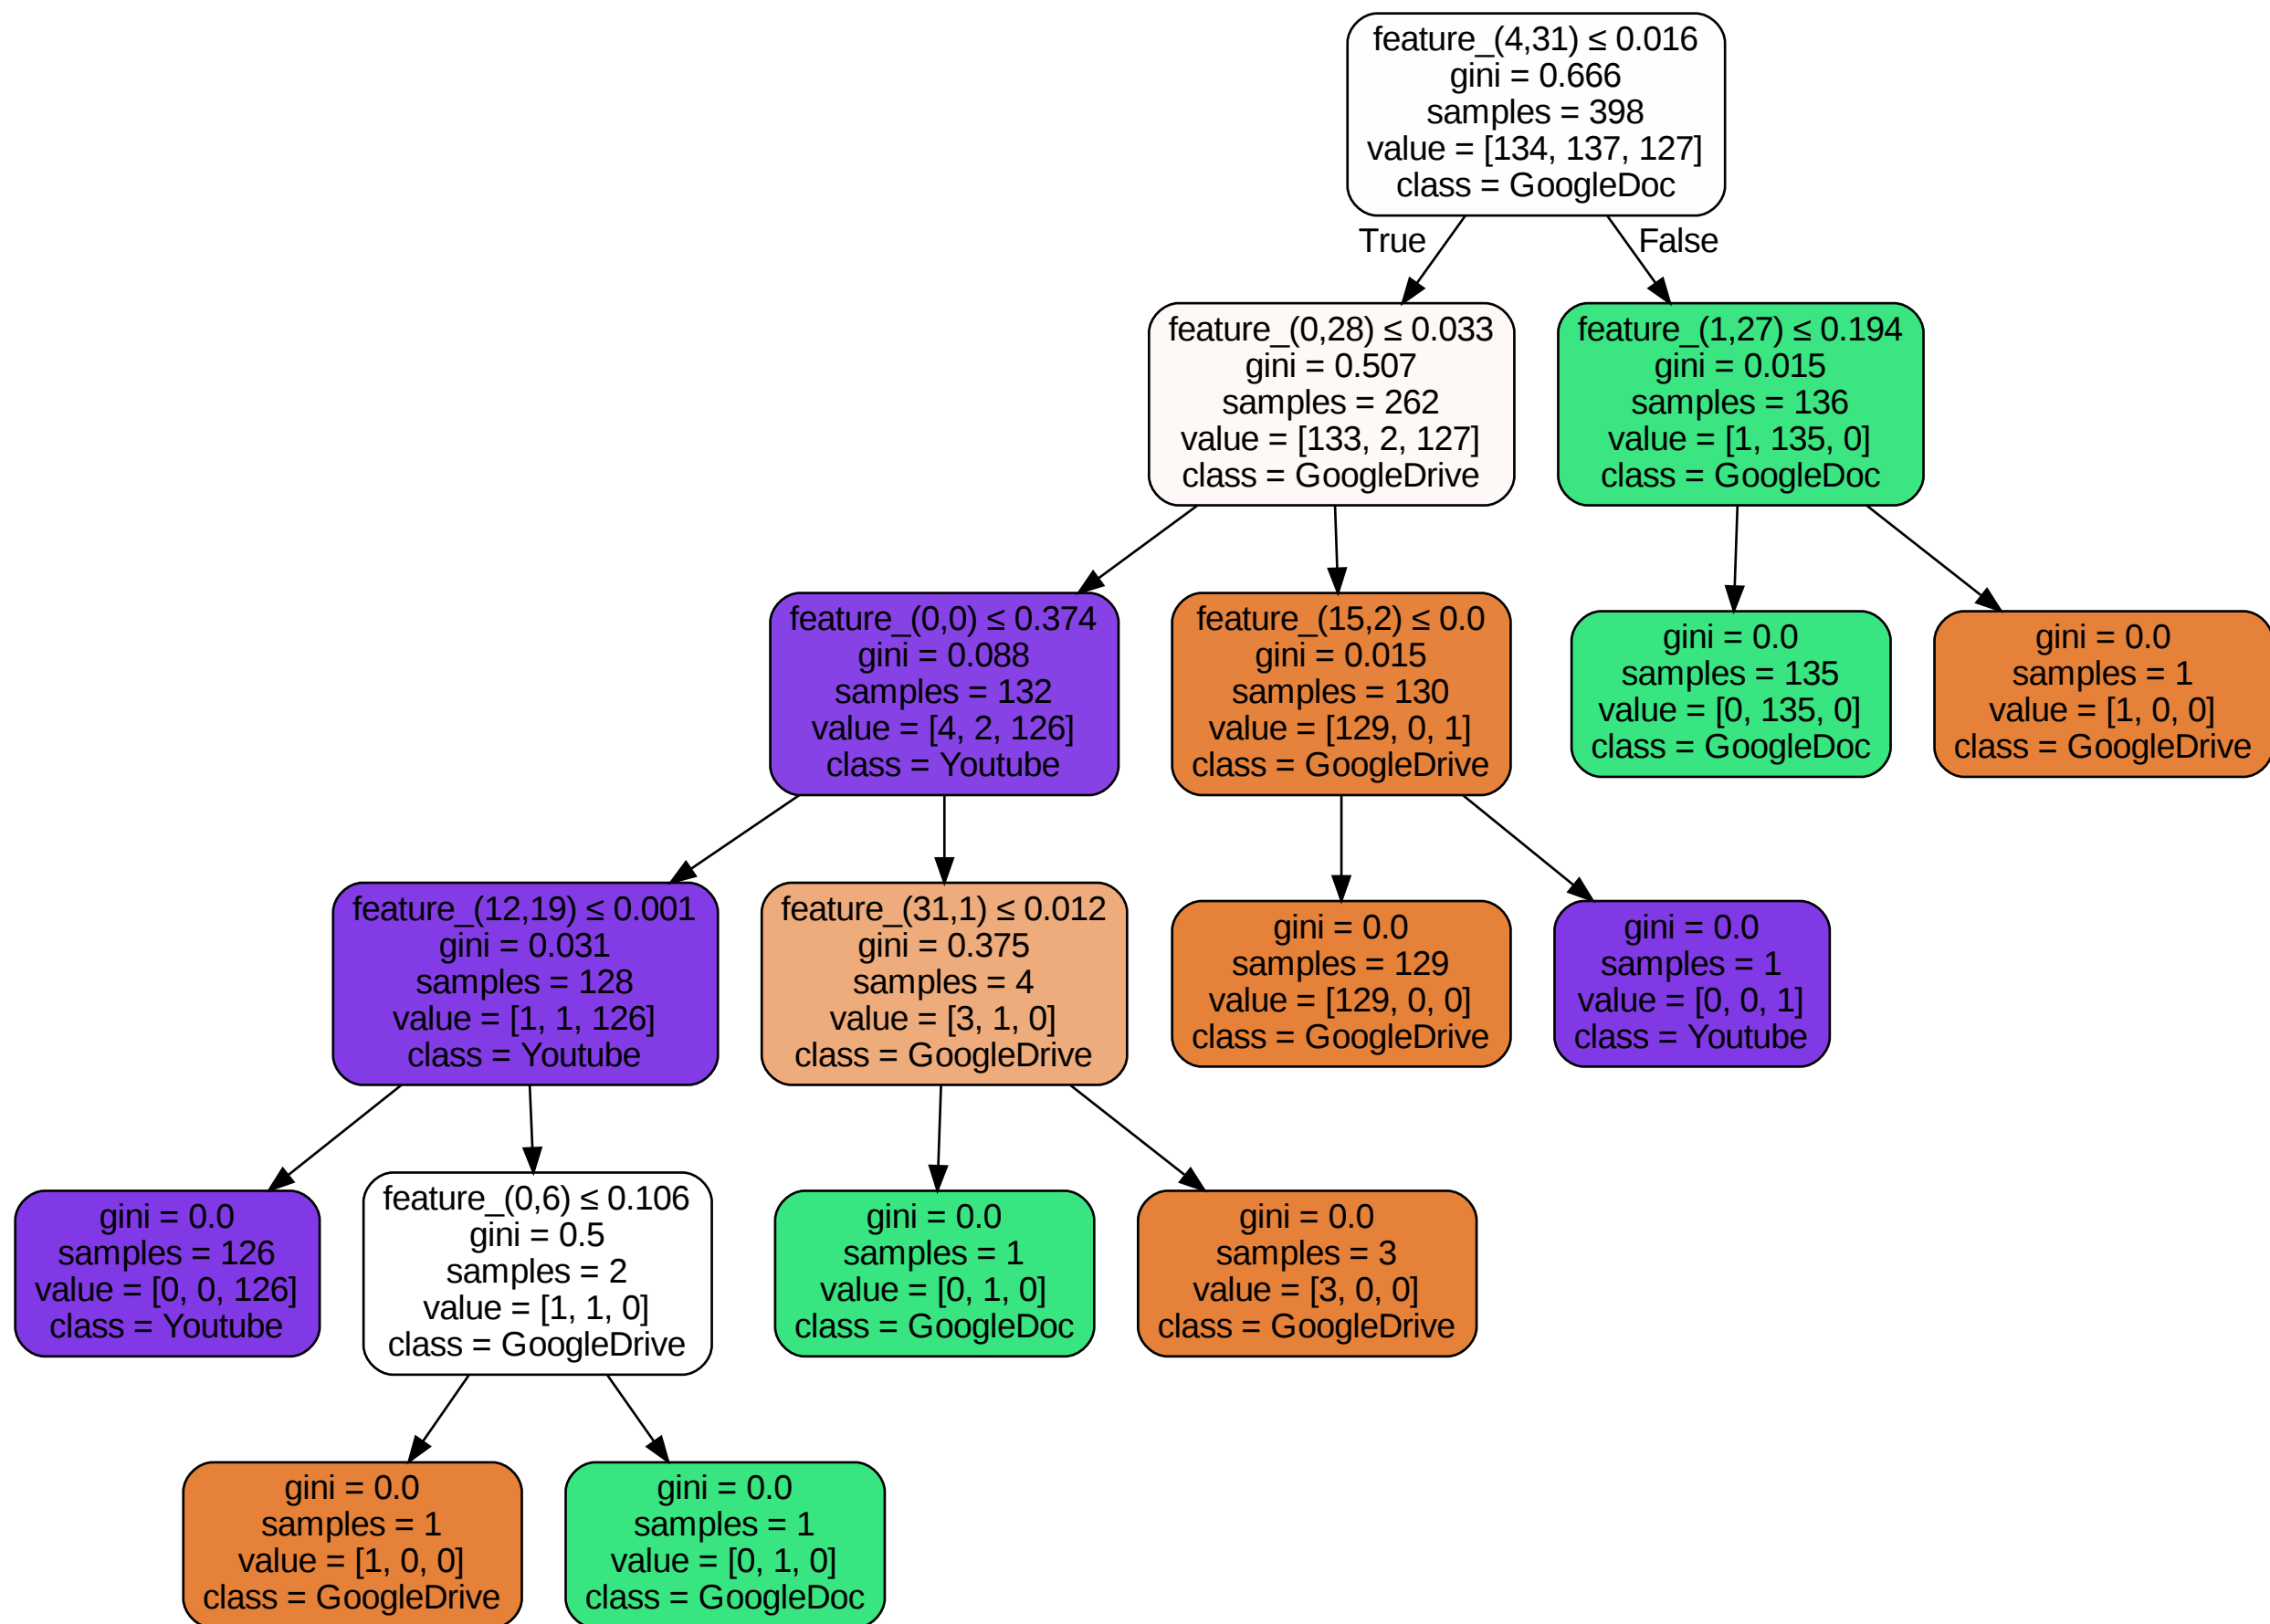 feature_(4,31) ≤ 0.016
gini = 0.666
samples = 398
value = [134, 137, 127]
class = GoogleDoc
True
False
feature_(0,28) ≤ 0.033
gini = 0.507
samples = 262
value = [133, 2, 127]
class = GoogleDrive
feature_(1,27) ≤ 0.194
gini = 0.015
samples = 136
value = [1, 135, 0]
class = GoogleDoc
feature_(0,0) ≤ 0.374
gini = 0.088
samples = 132
value = [4, 2, 126]
class = Youtube
feature_(15,2) ≤ 0.0
gini = 0.015
samples = 130
value = [129, 0, 1]
class = GoogleDrive
gini = 0.0
samples = 135
value = [0, 135, 0]
class = GoogleDoc
gini = 0.0
samples = 1
value = [1, 0, 0]
class = GoogleDrive
feature_(12,19) ≤ 0.001
gini = 0.031
samples = 128
value = [1, 1, 126]
class = Youtube
feature_(31,1) ≤ 0.012
gini = 0.375
samples = 4
value = [3, 1, 0]
class = GoogleDrive
gini = 0.0
samples = 129
value = [129, 0, 0]
class = GoogleDrive
gini = 0.0
samples = 1
value = [0, 0, 1]
class = Youtube
gini = 0.0
samples = 126
value = [0, 0, 126]
class = Youtube
feature_(0,6) ≤ 0.106
gini = 0.5
samples = 2
value = [1, 1, 0]
class = GoogleDrive
gini = 0.0
samples = 1
value = [0, 1, 0]
class = GoogleDoc
gini = 0.0
samples = 3
value = [3, 0, 0]
class = GoogleDrive
gini = 0.0
samples = 1
value = [1, 0, 0]
class = GoogleDrive
gini = 0.0
samples = 1
value = [0, 1, 0]
class = GoogleDoc